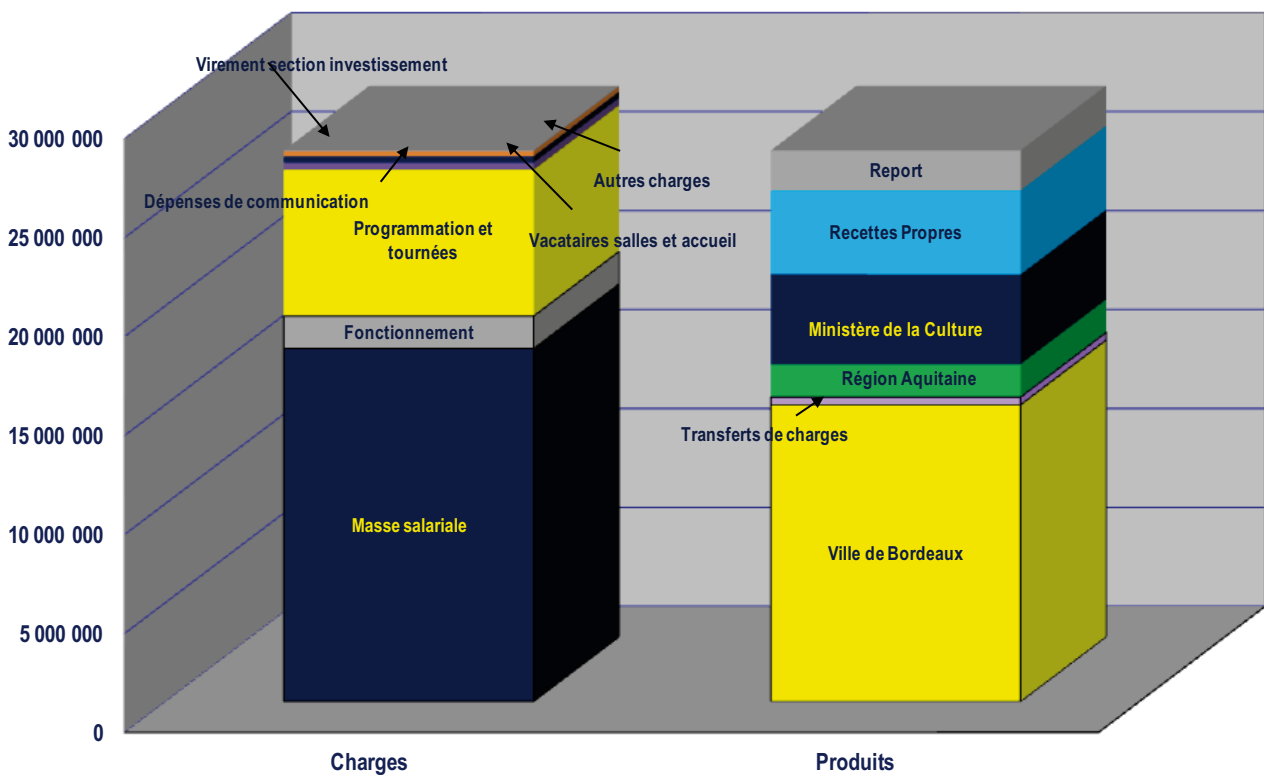 Virement section investissement
30 000 000
Report
Autres charges
Dépenses de communication
Programmation et
tournées
Recettes Propres
25 000 000
Vacataires salles et accueil
20 000 000
Fonctionnement
Ministère de la Culture
Région Aquitaine
15 000 000
Transferts de charges
Masse salariale
10 000 000
Ville de Bordeaux
5 000 000
0
Charges
Produits